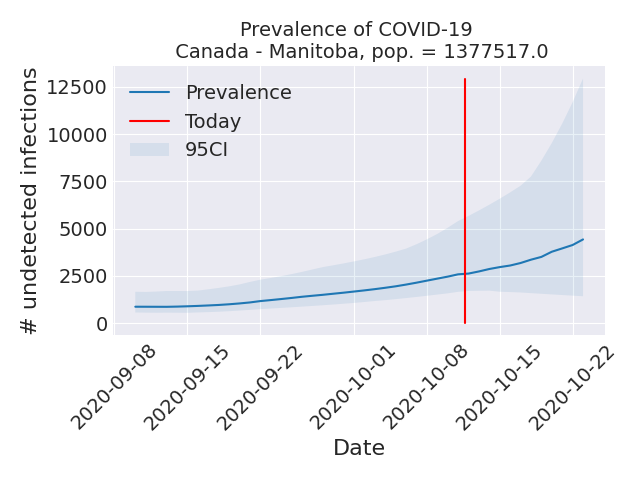 Prevalence of COVID-19
Canada - Manitoba, pop. = 1377517.0
# undetected infections
12500
10000
7500
5000
2500
0
Prevalence
Today
95CI
2020-09-08
2020-09-15
2020-09-22
2020-10-01
2020-10-08
2020-10-15
2020-10-22
Date